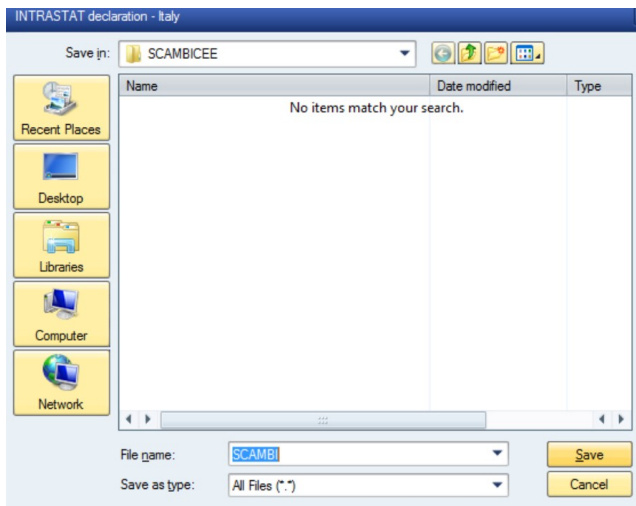 INTRASTAT declaration - Italy
Save in: SCAMBICEE
Name Date modified Type
No items match your search.
Recent Places
Desktop
Libraries
Computer
Network
File name: SCAMBI Save
Save as type: All Files (*.*) Cancel